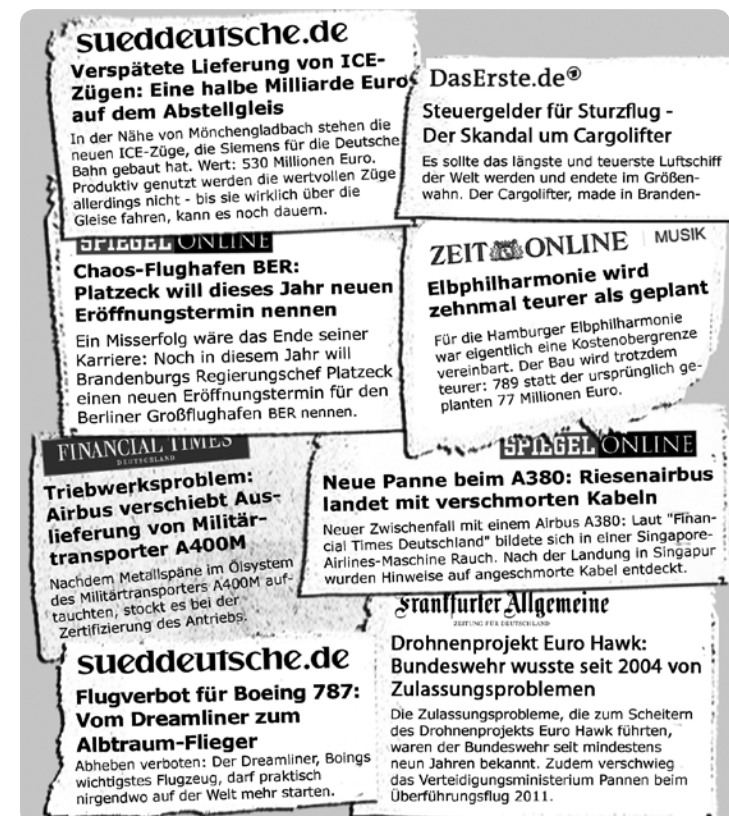 sueddeutsche.de
Verspätete Lieferung von ICE-
Zügen: Eine halbe Milliarde Euro
auf dem Abstellgleis
In der Nähe von Mönchengladbach stehen die
neuen ICE-Züge, die Siemens für die Deutsche
Bahn gebaut hat. Wert: 530 Millionen Euro.
Produktiv genutzt werden die wertvollen Züge
allerdings nicht - bis sie wirklich über die
Gleise fahren, kann es noch dauern.
DasErste.de
Steuergelder für Sturzflug -
Der Skandal um Cargolifter
Es sollte das längste und teuerste Luftschiff
der Welt werden und endete im Größen-
wahn. Der Cargolifter, made in Branden-
SPIEGEL ONLINE
Chaos-Flughafen BER:
Platzeck will dieses Jahr neuen
Eröffnungstermin nennen
Ein Misserfolg wäre das Ende seiner
Karriere: Noch in diesem Jahr will
Brandenburgs Regierungschef Platzeck
einen neuen Eröffnungstermin für den
Berliner Großflughafen BER nennen.
ZEIT ONLINE MUSIK
Elbphilharmonie wird
zehnmal teurer als geplant
Für die Hamburger Elbphilharmonie
war eigentlich eine Kostenobergrenze
vereinbart. Der Bau wird trotzdem
teurer: 789 statt der ursprünglich ge-
planten 77 Millionen Euro.
FINANCIAL TIMES
DEUTSCHLAND
Triebwerksproblem:
Airbus verschiebt Aus-
lieferung von Militär-
transporter A400M
Nachdem Metallspäne im Ölsystem
des Militärtransporters A400M auf-
tauchten, stockt es bei der
Zertifizierung des Antriebs.
SPIEGEL ONLINE
Neue Panne beim A380: Riesenairbus
landet mit verschmorten Kabeln
Neuer Zwischenfall mit einem Airbus A380: Laut "Finan-
cial Times Deutschland" bildete sich in einer Singapore-
Airlines-Maschine Rauch. Nach der Landung in Singapur
wurden Hinweise auf angeschmorte Kabel entdeckt.
sueddeutsche.de
Flugverbot für Boeing 787:
Vom Dreamliner zum
Albtraum-Flieger
Abheben verboten: Der Dreamliner, Boings
wichtigstes Flugzeug, darf praktisch
nirgendwo auf der Welt mehr starten.
Frankfurter Allgemeine
ZEITUNG FÜR DEUTSCHLAND
Drohnenprojekt Euro Hawk:
Bundeswehr wusste seit 2004 von
Zulassungsproblemen
Die Zulassungsprobleme, die zum Scheitern
des Drohnenprojekts Euro Hawk führten,
waren der Bundeswehr seit mindestens
neun Jahren bekannt. Zudem verschwieg
das Verteidigungsministerium Pannen beim
Überführungsflug 2011.